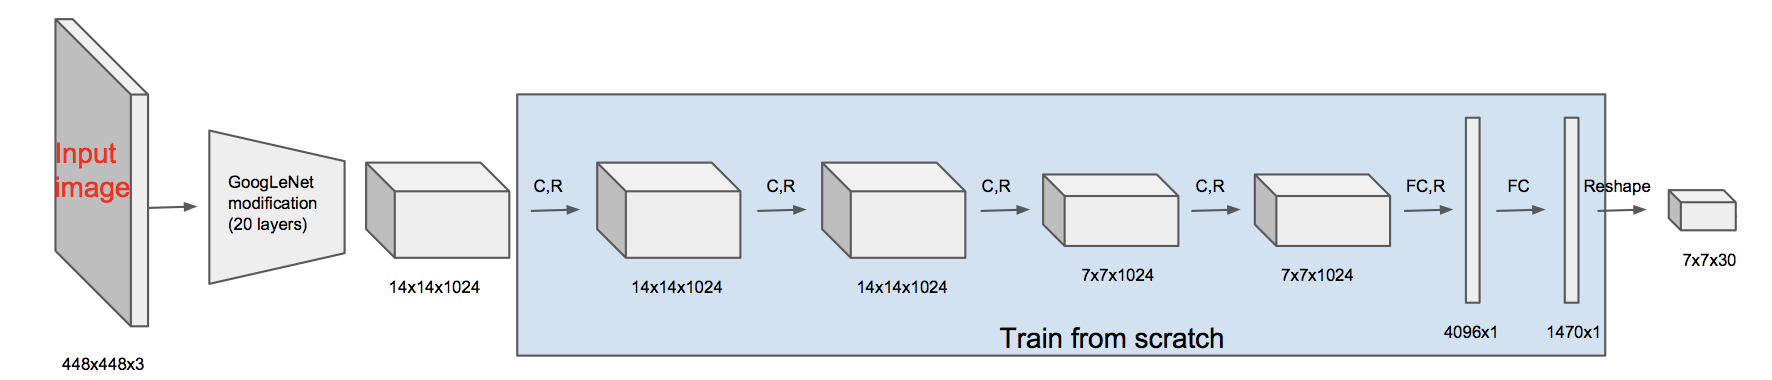 Input
image
448x448x3
GoogLeNet
modification
(20 layers)
14x14x1024
C,R
14x14x1024
C,R
14x14x1024
C,R
7x7x1024
C,R
7x7x1024
FC,R
4096x1
FC
1470x1
Reshape
7x7x30
Train from scratch